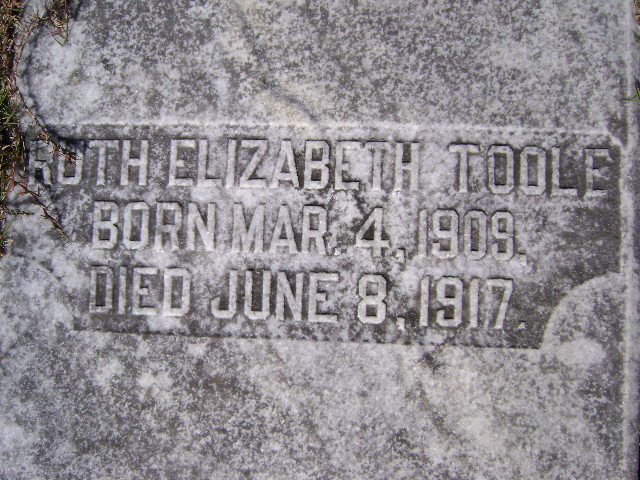 RUTH ELIZABETH TOOLE
BORN MAR. 4, 1909.
DIED JUNE 8, 1917.